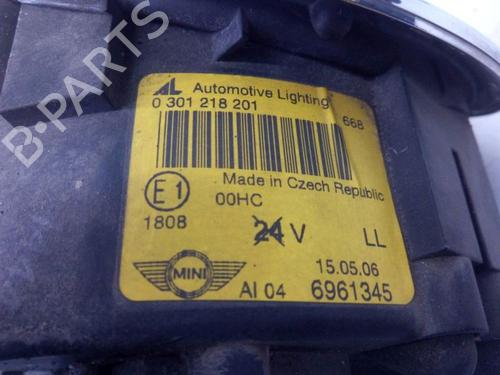 B-PARTS
AL Automotive Lighting
0 301 218 201
668
Made in Czech Republic
E1
00HC
1808
24 V
LL
MINI
15.05.06
AI 04
6961345